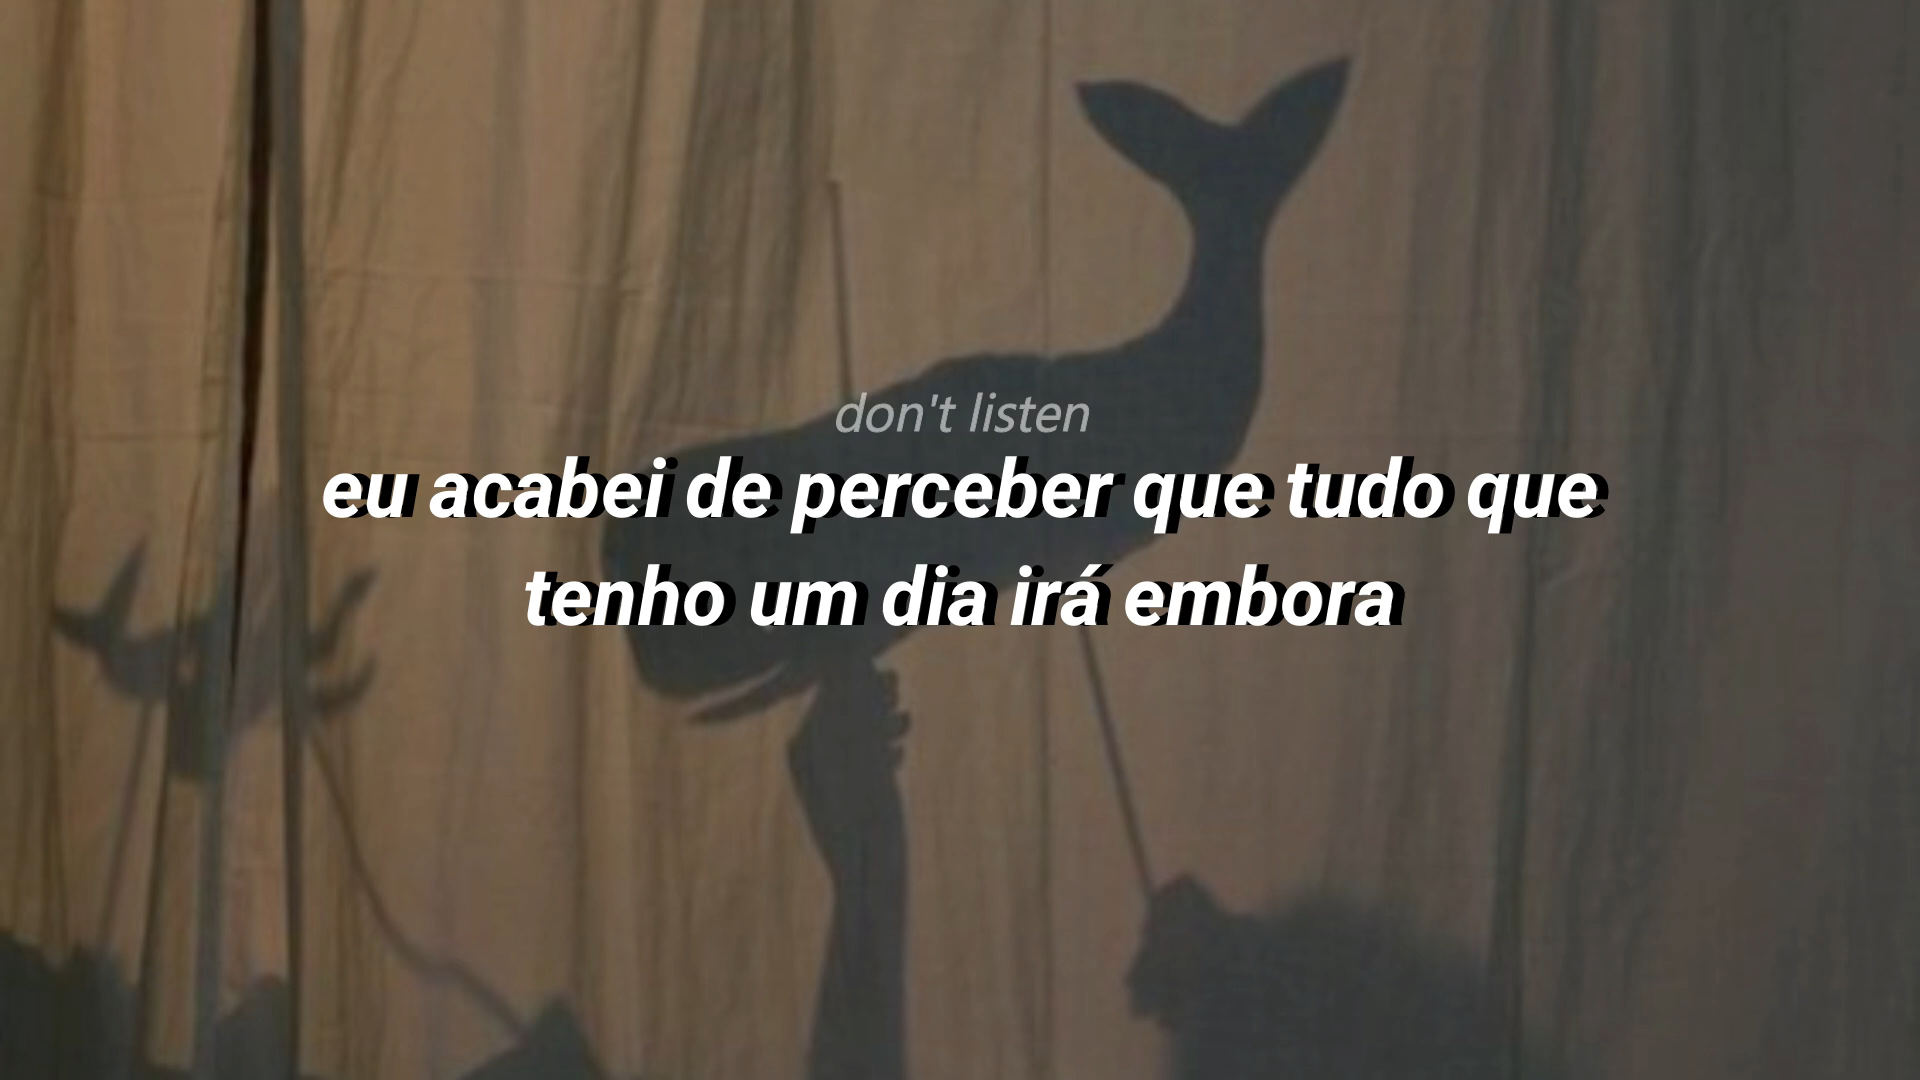 don't listen
eu acabei de perceber que tudo que
tenho um dia irá embora